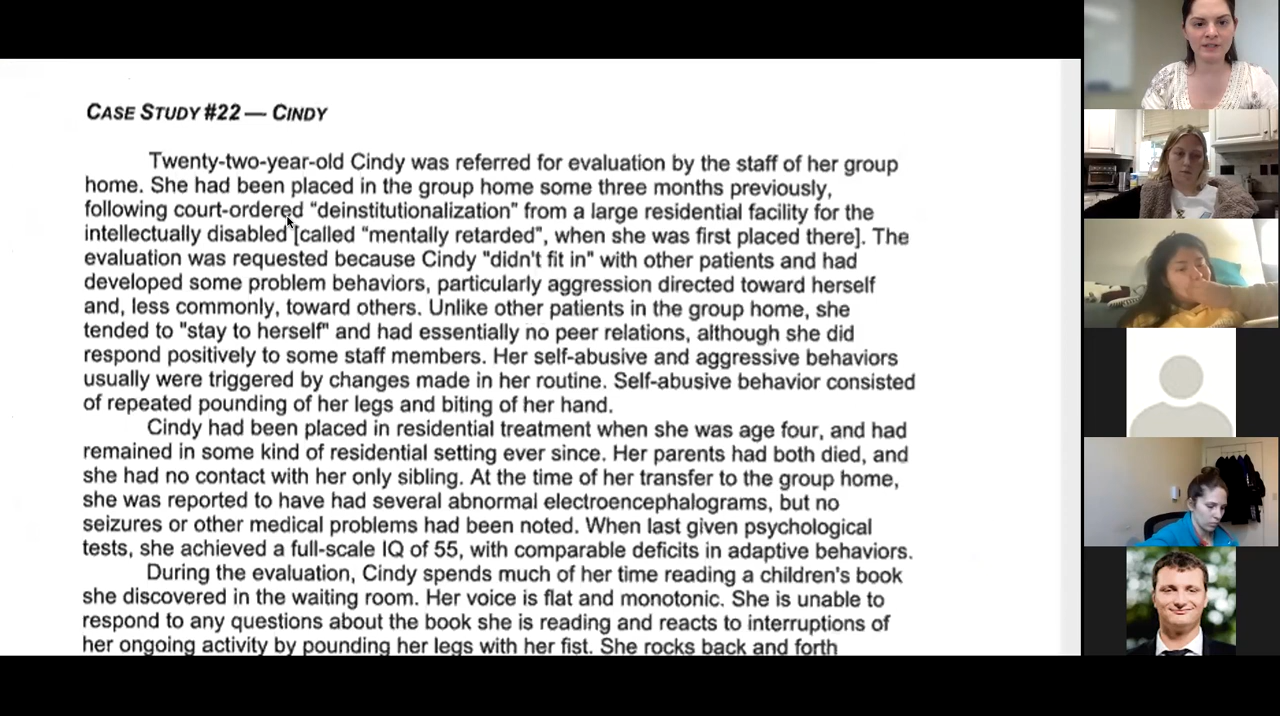 CASE STUDY #22 — CINDY
Twenty-two-year-old Cindy was referred for evaluation by the staff of her group
home. She had been placed in the group home some three months previously,
following court-ordered “deinstitutionalization” from a large residential facility for the
intellectually disabled [called “mentally retarded”, when she was first placed there]. The
evaluation was requested because Cindy "didn't fit in" with other patients and had
developed some problem behaviors, particularly aggression directed toward herself
and, less commonly, toward others. Unlike other patients in the group home, she
tended to "stay to herself" and had essentially no peer relations, although she did
respond positively to some staff members. Her self-abusive and aggressive behaviors
usually were triggered by changes made in her routine. Self-abusive behavior consisted
of repeated pounding of her legs and biting of her hand.
Cindy had been placed in residential treatment when she was age four, and had
remained in some kind of residential setting ever since. Her parents had both died, and
she had no contact with her only sibling. At the time of her transfer to the group home,
she was reported to have had several abnormal electroencephalograms, but no
seizures or other medical problems had been noted. When last given psychological
tests, she achieved a full-scale IQ of 55, with comparable deficits in adaptive behaviors.
During the evaluation, Cindy spends much of her time reading a children's book
she discovered in the waiting room. Her voice is flat and monotonic. She is unable to
respond to any questions about the book she is reading and reacts to interruptions of
her ongoing activity by pounding her legs with her fist. She rocks back and forth